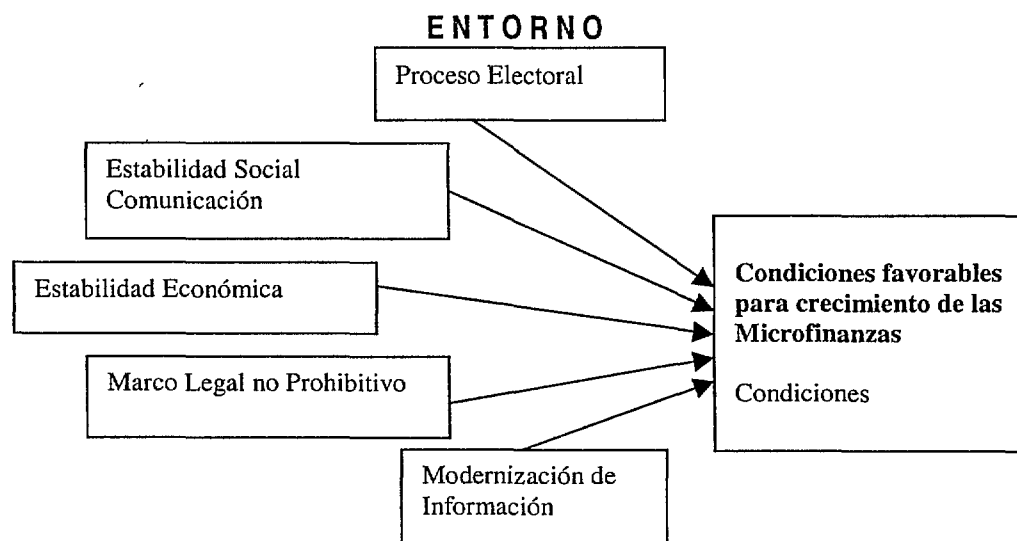 ENTORNO
Proceso Electoral
Estabilidad Social
Comunicación
Estabilidad Económica
Marco Legal no Prohibitivo
Modernización de
Información
Condiciones favorables
para crecimiento de las
Microfinanzas
Condiciones